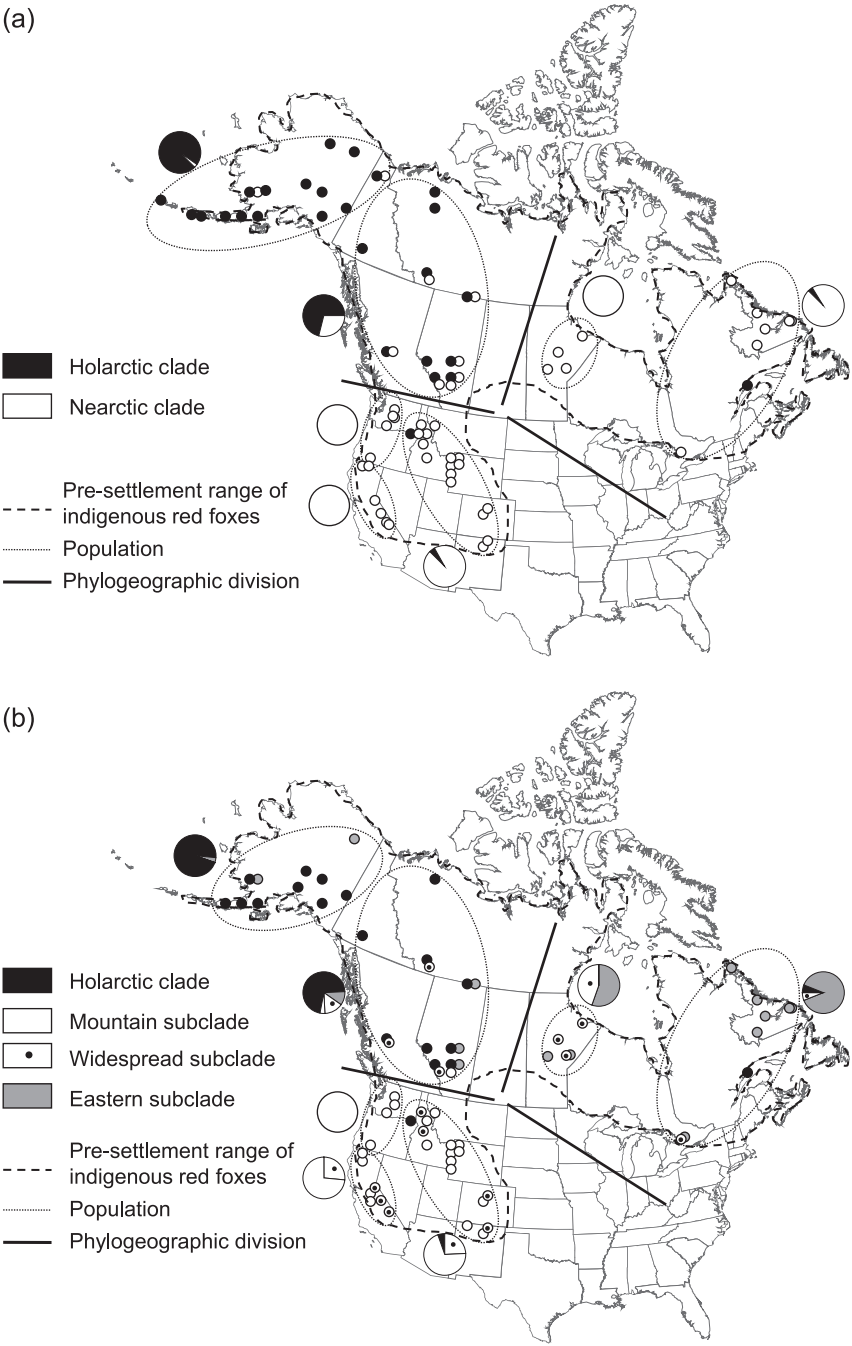 (a)
Holarctic clade
Nearctic clade
Pre-settlement range of
indigenous red foxes
Population
Phylogeographic division
(b)
Holarctic clade
Mountain subclade
Widespread subclade
Eastern subclade
Pre-settlement range of
indigenous red foxes
Population
Phylogeographic division